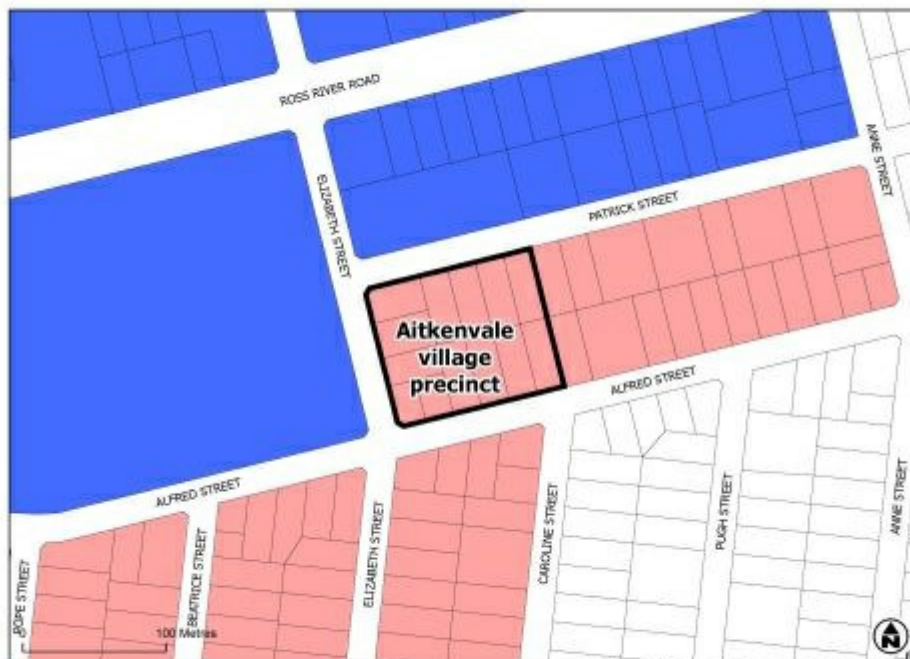 ROSS RIVER ROAD
ELIZABETH STREET
ANNE STREET
PATRICK STREET
Aitkenvale
village
precinct
ALFRED STREET
ALFRED STREET
POPE STREET
BEATRICE STREET
ELIZABETH STREET
CAROLINE STREET
PUGH STREET
ANNE STREET
100 Metres
N